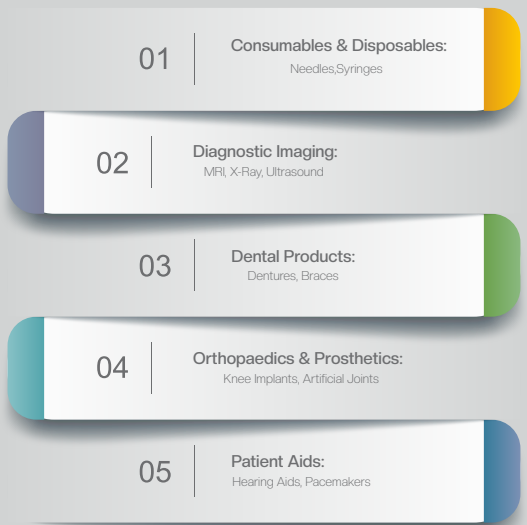 01
Consumables & Disposables:
Needles,Syringes
02
Diagnostic Imaging:
MRI, X-Ray, Ultrasound
03
Dental Products:
Dentures, Braces
04
Orthopaedics & Prosthetics:
Knee Implants, Artificial Joints
05
Patient Aids:
Hearing Aids, Pacemakers